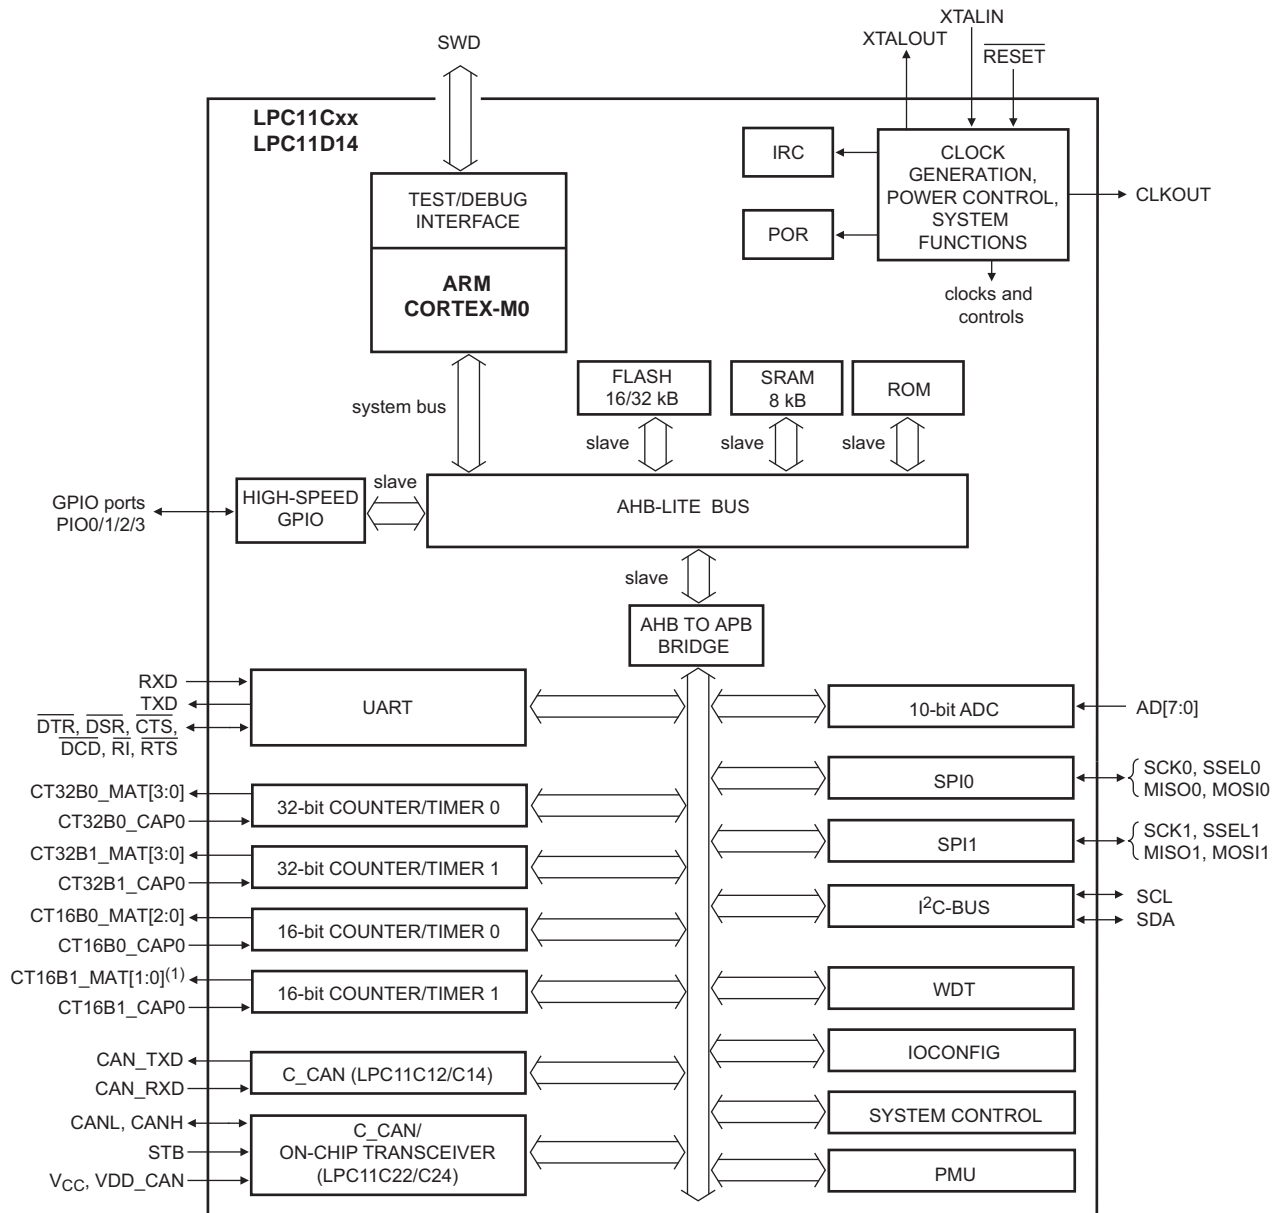 SWD
XTALIN
XTALOUT
RESET
LPC11Cxx
LPC11D14
TEST/DEBUG
INTERFACE
ARM
CORTEX-M0
IRC
POR
CLOCK
GENERATION,
POWER CONTROL,
SYSTEM
FUNCTIONS
CLKOUT
clocks and
controls
system bus
FLASH
16/32 kB
SRAM
8 kB
ROM
slave
slave
slave
GPIO ports
PIO0/1/2/3
HIGH-SPEED
GPIO
slave
AHB-LITE BUS
slave
AHB TO APB
BRIDGE
RXD
TXD
DTR, DSR, CTS,
DCD, RI, RTS
UART
10-bit ADC
AD[7:0]
CT32B0_MAT[3:0]
CT32B0_CAP0
32-bit COUNTER/TIMER 0
SPI0
SCK0, SSEL0
MISO0, MOSI0
CT32B1_MAT[3:0]
CT32B1_CAP0
32-bit COUNTER/TIMER 1
SPI1
SCK1, SSEL1
MISO1, MOSI1
CT16B0_MAT[2:0]
CT16B0_CAP0
16-bit COUNTER/TIMER 0
I²C-BUS
SCL
SDA
CT16B1_MAT[1:0](1)
CT16B1_CAP0
16-bit COUNTER/TIMER 1
WDT
IOCONFIG
CAN_TXD
CAN_RXD
C_CAN (LPC11C12/C14)
SYSTEM CONTROL
CANL, CANH
STB
VCC, VDD_CAN
C_CAN/
ON-CHIP TRANSCEIVER
(LPC11C22/C24)
PMU